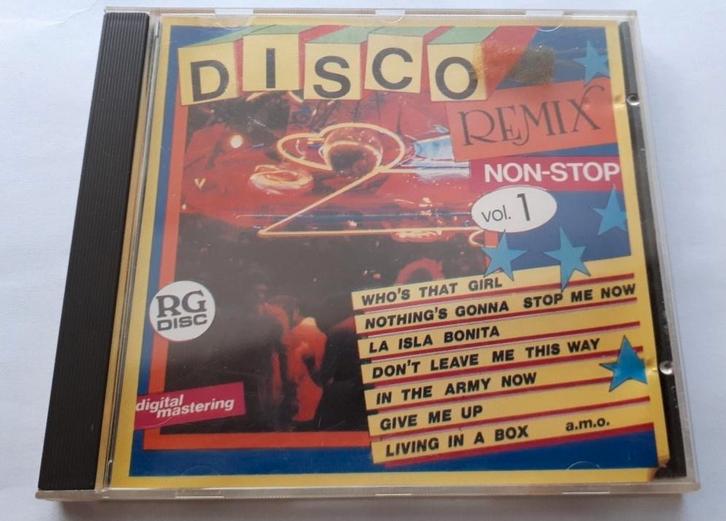 DISCO
REMIX
NON-STOP
vol. 1
WHO'S THAT GIRL
NOTHING'S GONNA STOP ME NOW
LA ISLA BONITA
DON'T LEAVE ME THIS WAY
IN THE ARMY NOW
GIVE ME UP
LIVING IN A BOX a.m.o.
RG
DISC
digital
mastering